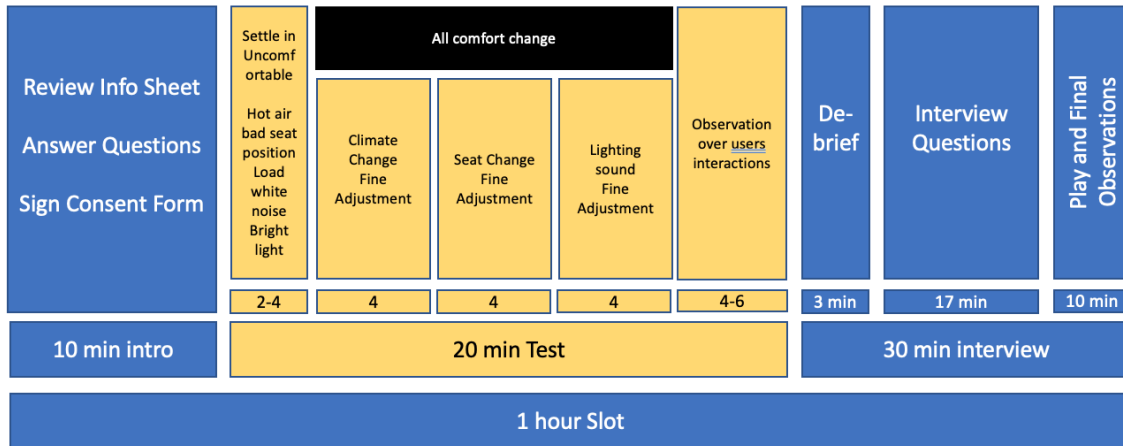 Review Info Sheet
Answer Questions
Sign Consent Form
Settle in
Uncomf
ortable
Hot air
bad seat
position
Load
white
noise
Bright
light
All comfort change
Climate
Change
Fine
Adjustment
Seat Change
Fine
Adjustment
Lighting
sound
Fine
Adjustment
Observation
over users
interactions
De-
brief
Interview
Questions
Play and Final
Observations
2-4
4
4
4
4-6
3 min
17 min
10 min
10 min intro
20 min Test
30 min interview
1 hour Slot